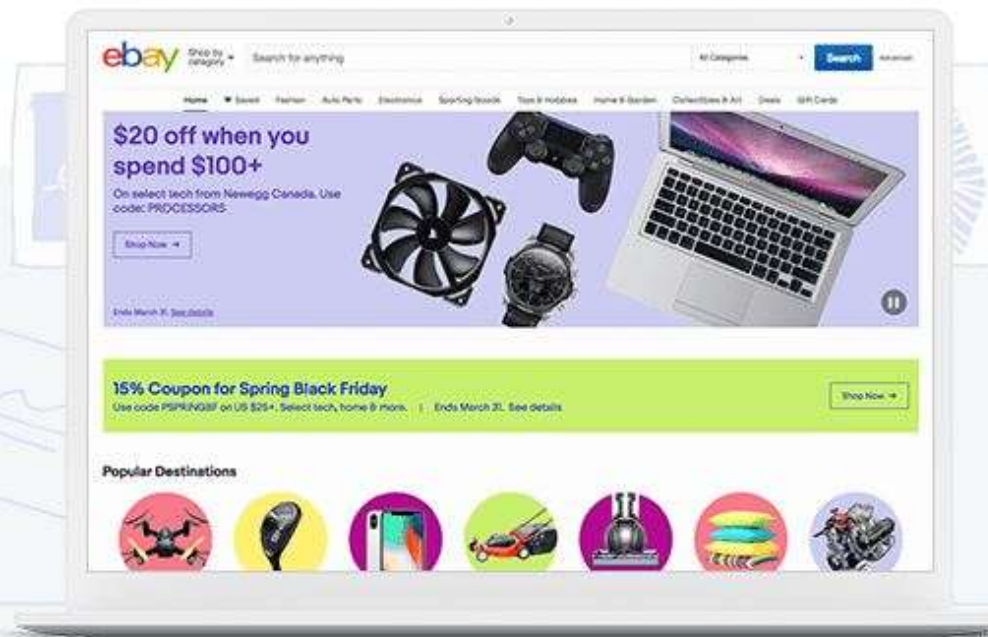 ebay
Shop by
category
Search for anything
All Categories
Search
Advanced
Home Saved Fashion Auto Parts Electronics Sporting Goods Toys & Hobbies Home & Garden Collectibles & Art Deals Gift Cards
$20 off when you
spend $100+
On select tech from Newegg Canada. Use
code: PROCESSORS
Shop Now →
Ends March 31. See details
15% Coupon for Spring Black Friday
Use code PSPRINGBF on US $25+. Select tech, home & more. | Ends March 31. See details
Shop Now →
Popular Destinations